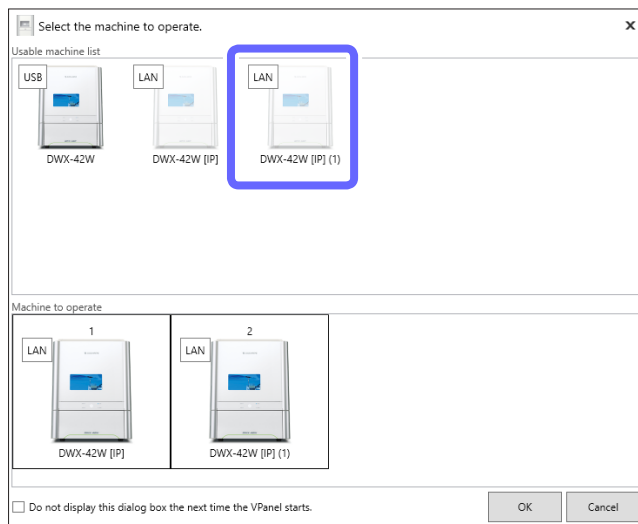 Select the machine to operate.
x
Usable machine list
USB
LAN
LAN
DWX-42W
DWX-42W [IP]
DWX-42W [IP] (1)
Machine to operate
1
2
LAN
LAN
DWX-42W [IP]
DWX-42W [IP] (1)
Do not display this dialog box the next time the VPanel starts.
OK
Cancel